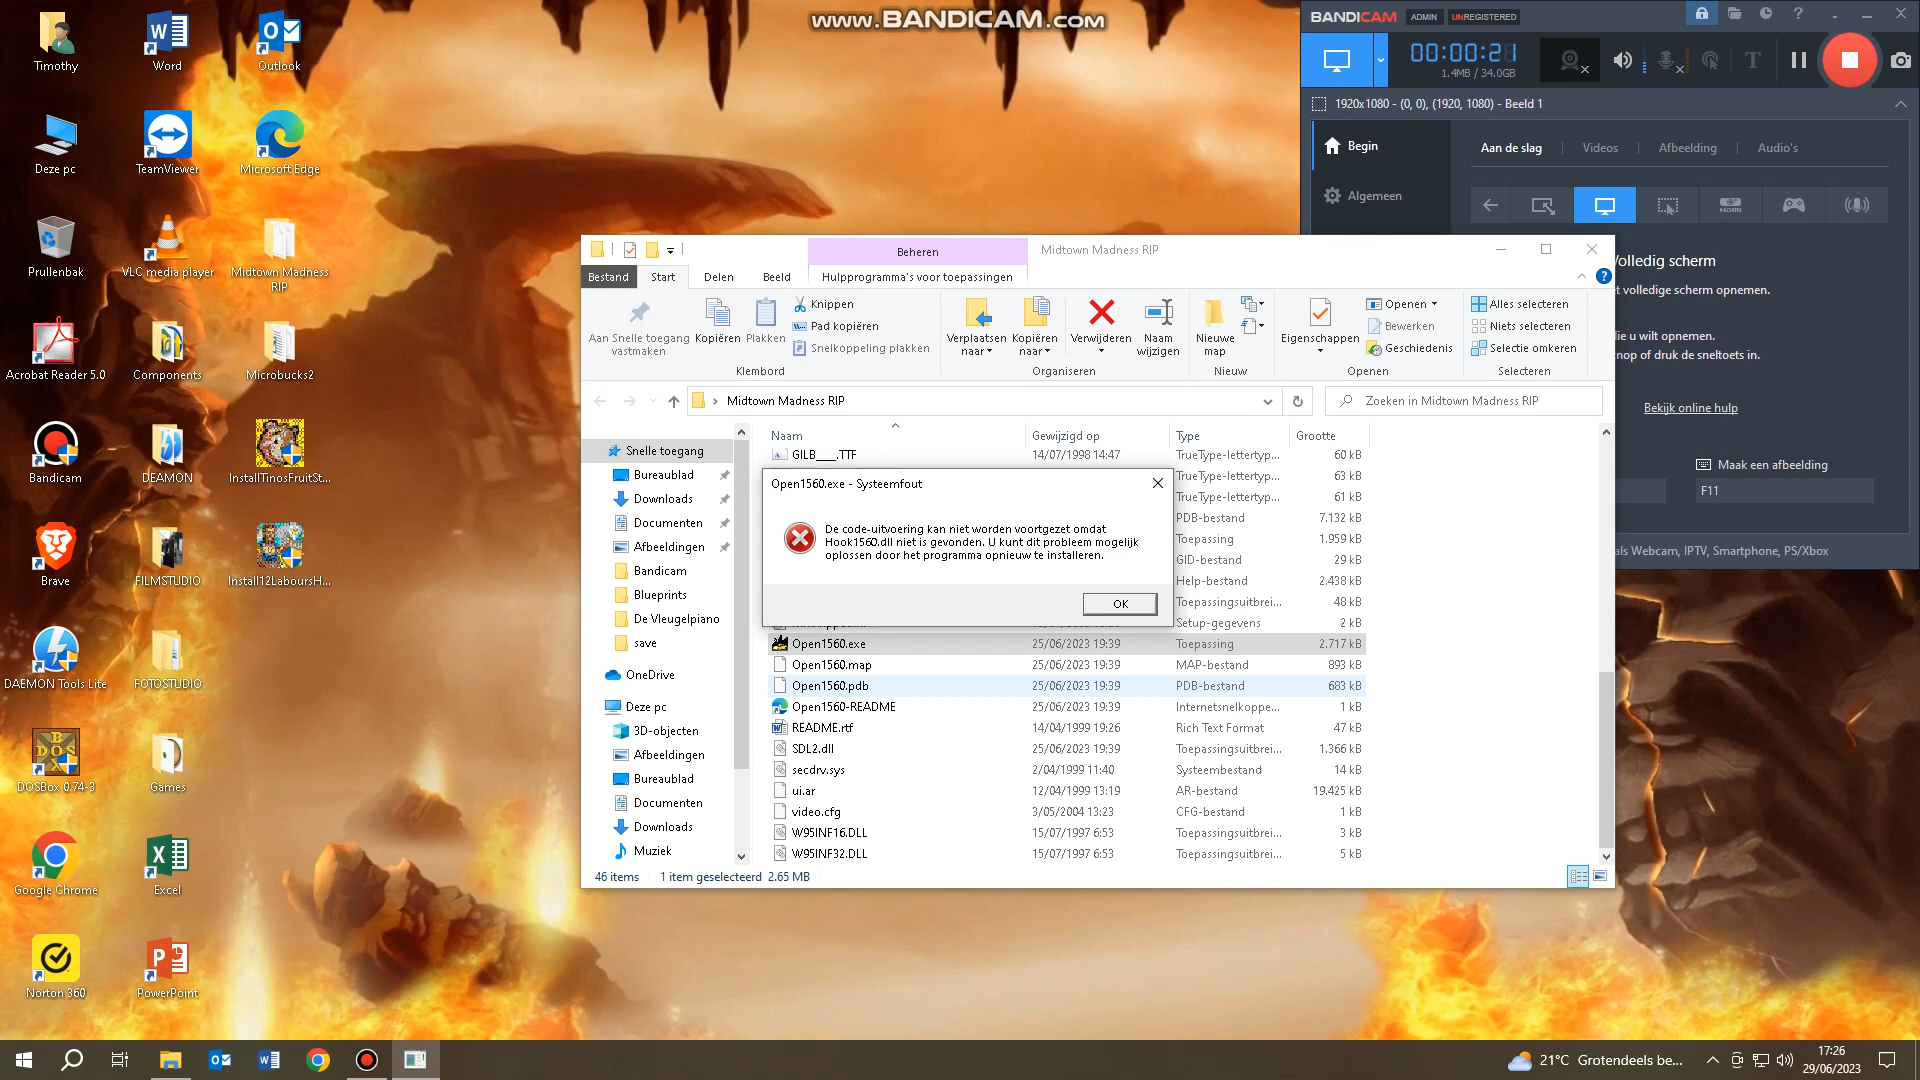 www.BANDICAM.com
Timothy
Word
Outlook
Deze pc
TeamViewer
Microsoft Edge
Prullenbak
VLC media player
Midtown Madness
RIP
Acrobat Reader 5.0
Components
Microbucks2
Bandicam
DEAMON
InstallTinosFruitSt...
Brave
FILMSTUDIO
Install12LaboursH...
DAEMON Tools Lite
FOTOSTUDIO
DOSBox 0.74-3
Games
Google Chrome
Excel
Norton 360
PowerPoint
BANDICAM
ADMIN
UNREGISTERED
00:00:21
1.4MB / 34.0GB
1920x1080 - (0, 0), (1920, 1080) - Beeld 1
Begin
Algemeen
Aan de slag
Videos
Afbeelding
Audio's
HDMI
Volledig scherm
t volledige scherm opnemen.
lie u wilt opnemen.
nop of druk de sneltoets in.
Bekijk online hulp
Maak een afbeelding
F11
als Webcam, IPTV, Smartphone, PS/Xbox
Beheren
Midtown Madness RIP
Bestand
Start
Delen
Beeld
Hulpprogramma's voor toepassingen
Aan Snelle toegang
vastmaken
Kopiëren
Plakken
Knippen
Pad kopiëren
Snelkoppeling plakken
Klembord
Verplaatsen
naar
Kopiëren
naar
Verwijderen
Naam
wijzigen
Organiseren
Nieuwe
map
Nieuw
Eigenschappen
Openen
Bewerken
Geschiedenis
Openen
Alles selecteren
Niets selecteren
Selectie omkeren
Selecteren
Midtown Madness RIP
Zoeken in Midtown Madness RIP
Snelle toegang
Bureaublad
Downloads
Documenten
Afbeeldingen
Bandicam
Blueprints
De Vleugelpiano
save
OneDrive
Deze pc
3D-objecten
Afbeeldingen
Bureaublad
Documenten
Downloads
Muziek
Naam
Gewijzigd op
Type
Grootte
GILB____.TTF 14/07/1998 14:47 TrueType-lettertyp... 60 kB
TrueType-lettertyp... 63 kB
TrueType-lettertyp... 61 kB
PDB-bestand 7.132 kB
Toepassing 1.959 kB
GID-bestand 29 kB
Help-bestand 2.438 kB
Toepassingsuitbrei... 48 kB
Setup-gegevens 2 kB
Open1560.exe 25/06/2023 19:39 Toepassing 2.717 kB
Open1560.map 25/06/2023 19:39 MAP-bestand 893 kB
Open1560.pdb 25/06/2023 19:39 PDB-bestand 683 kB
Open1560-README 25/06/2023 19:39 Internetsnelkoppe... 1 kB
README.rtf 14/04/1999 19:26 Rich Text Format 47 kB
SDL2.dll 25/06/2023 19:39 Toepassingsuitbrei... 1.366 kB
secdrv.sys 2/04/1999 11:40 Systeembestand 14 kB
ui.ar 12/04/1999 13:19 AR-bestand 19.425 kB
video.cfg 3/05/2004 13:23 CFG-bestand 1 kB
W95INF16.DLL 15/07/1997 6:53 Toepassingsuitbrei... 3 kB
W95INF32.DLL 15/07/1997 6:53 Toepassingsuitbrei... 5 kB
46 items
1 item geselecteerd 2.65 MB
Open1560.exe - Systeemfout
De code-uitvoering kan niet worden voortgezet omdat
Hook1560.dll niet is gevonden. U kunt dit probleem mogelijk
oplossen door het programma opnieuw te installeren.
OK
21°C Grotendeels be...
17:26
29/06/2023